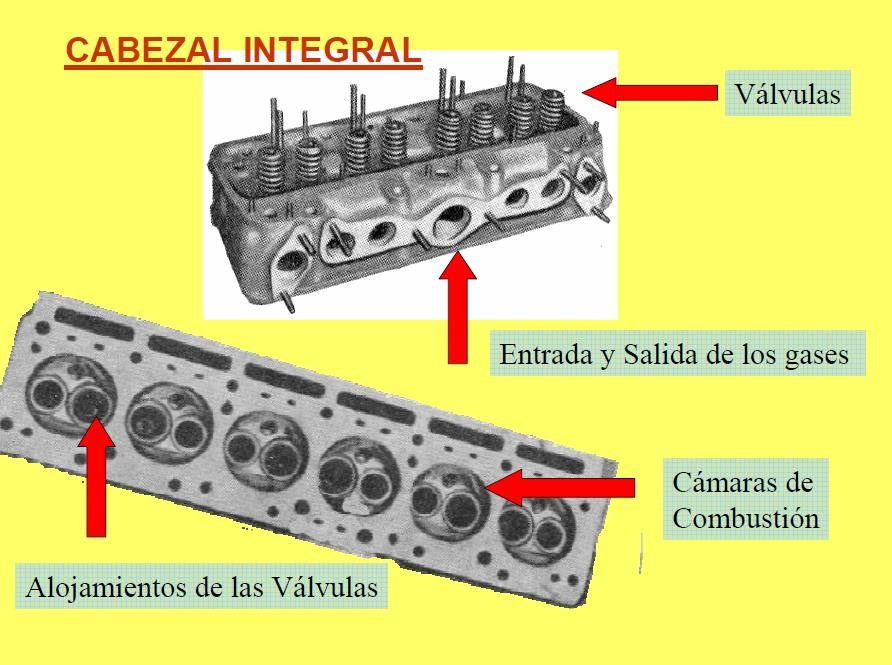 CABEZAL INTEGRAL
Válvulas
Entrada y Salida de los gases
Cámaras de
Combustión
Alojamientos de las Válvulas